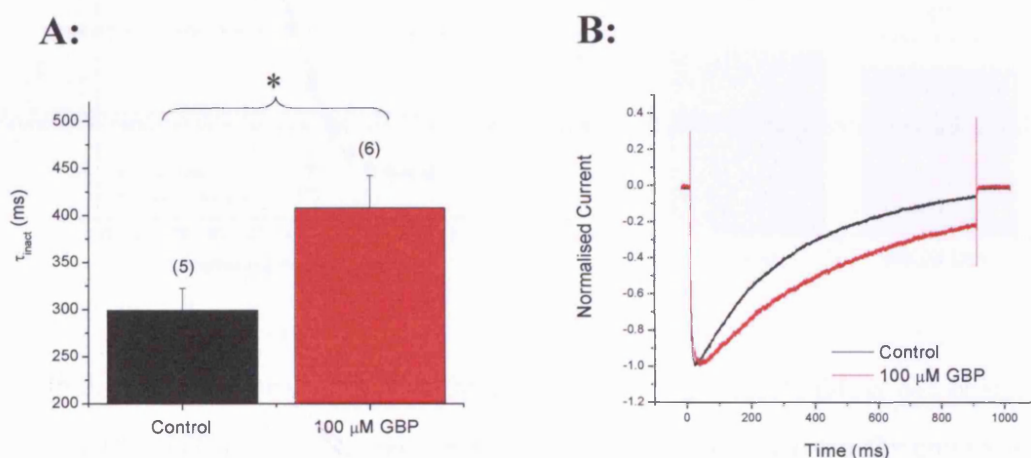 A:
*
500
450
400
350
300
250
200
τinact (ms)
(5)
(6)
Control
100 μM GBP
B:
0.4
0.2
0.0
-0.2
-0.4
-0.6
-0.8
-1.0
-1.2
Normalised Current
Control
100 μM GBP
0
200
400
600
800
1000
Time (ms)